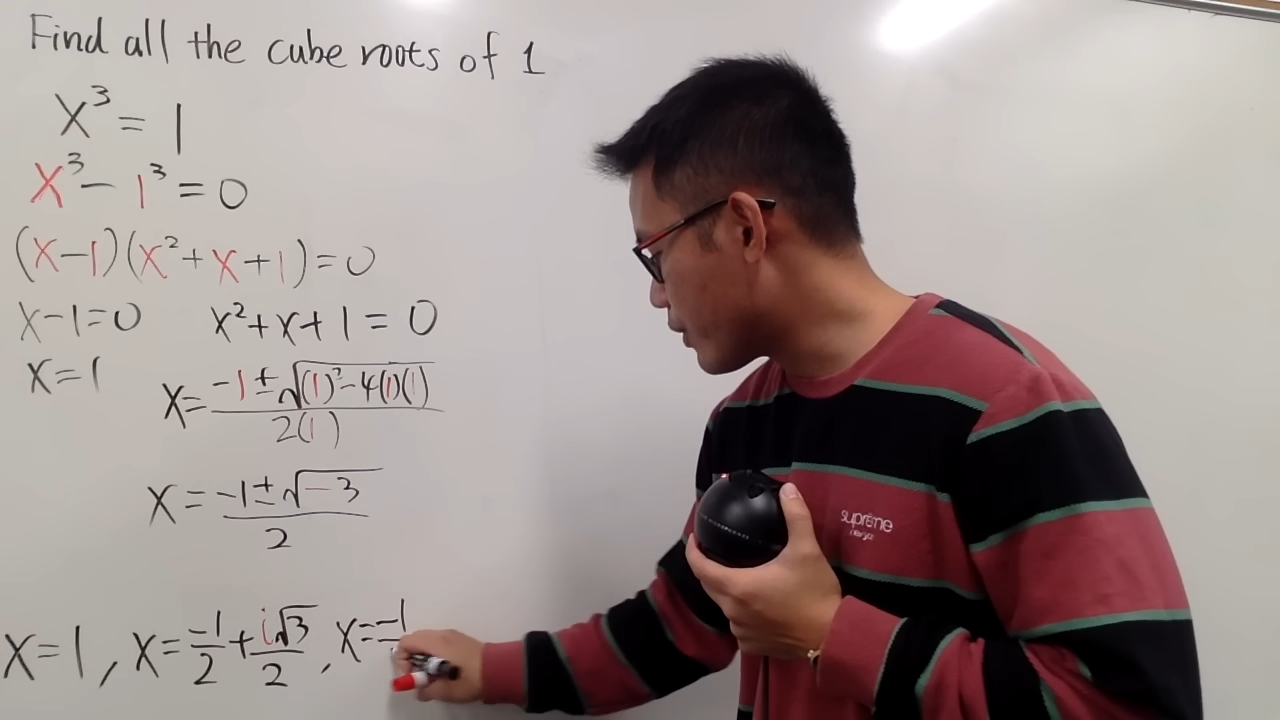 Find all the cube roots of 1
x³ = 1
x³ - 1³ = 0
(x-1)(x²+x+1)=0
x-1=0 x²+x+1=0
x=1 x= (-1±√((1)²-4(1)(1)))/(2(1))
x = (-1±√-3)/2
x=1, x= -1/2 + i√3/2, x= -1/
supreme